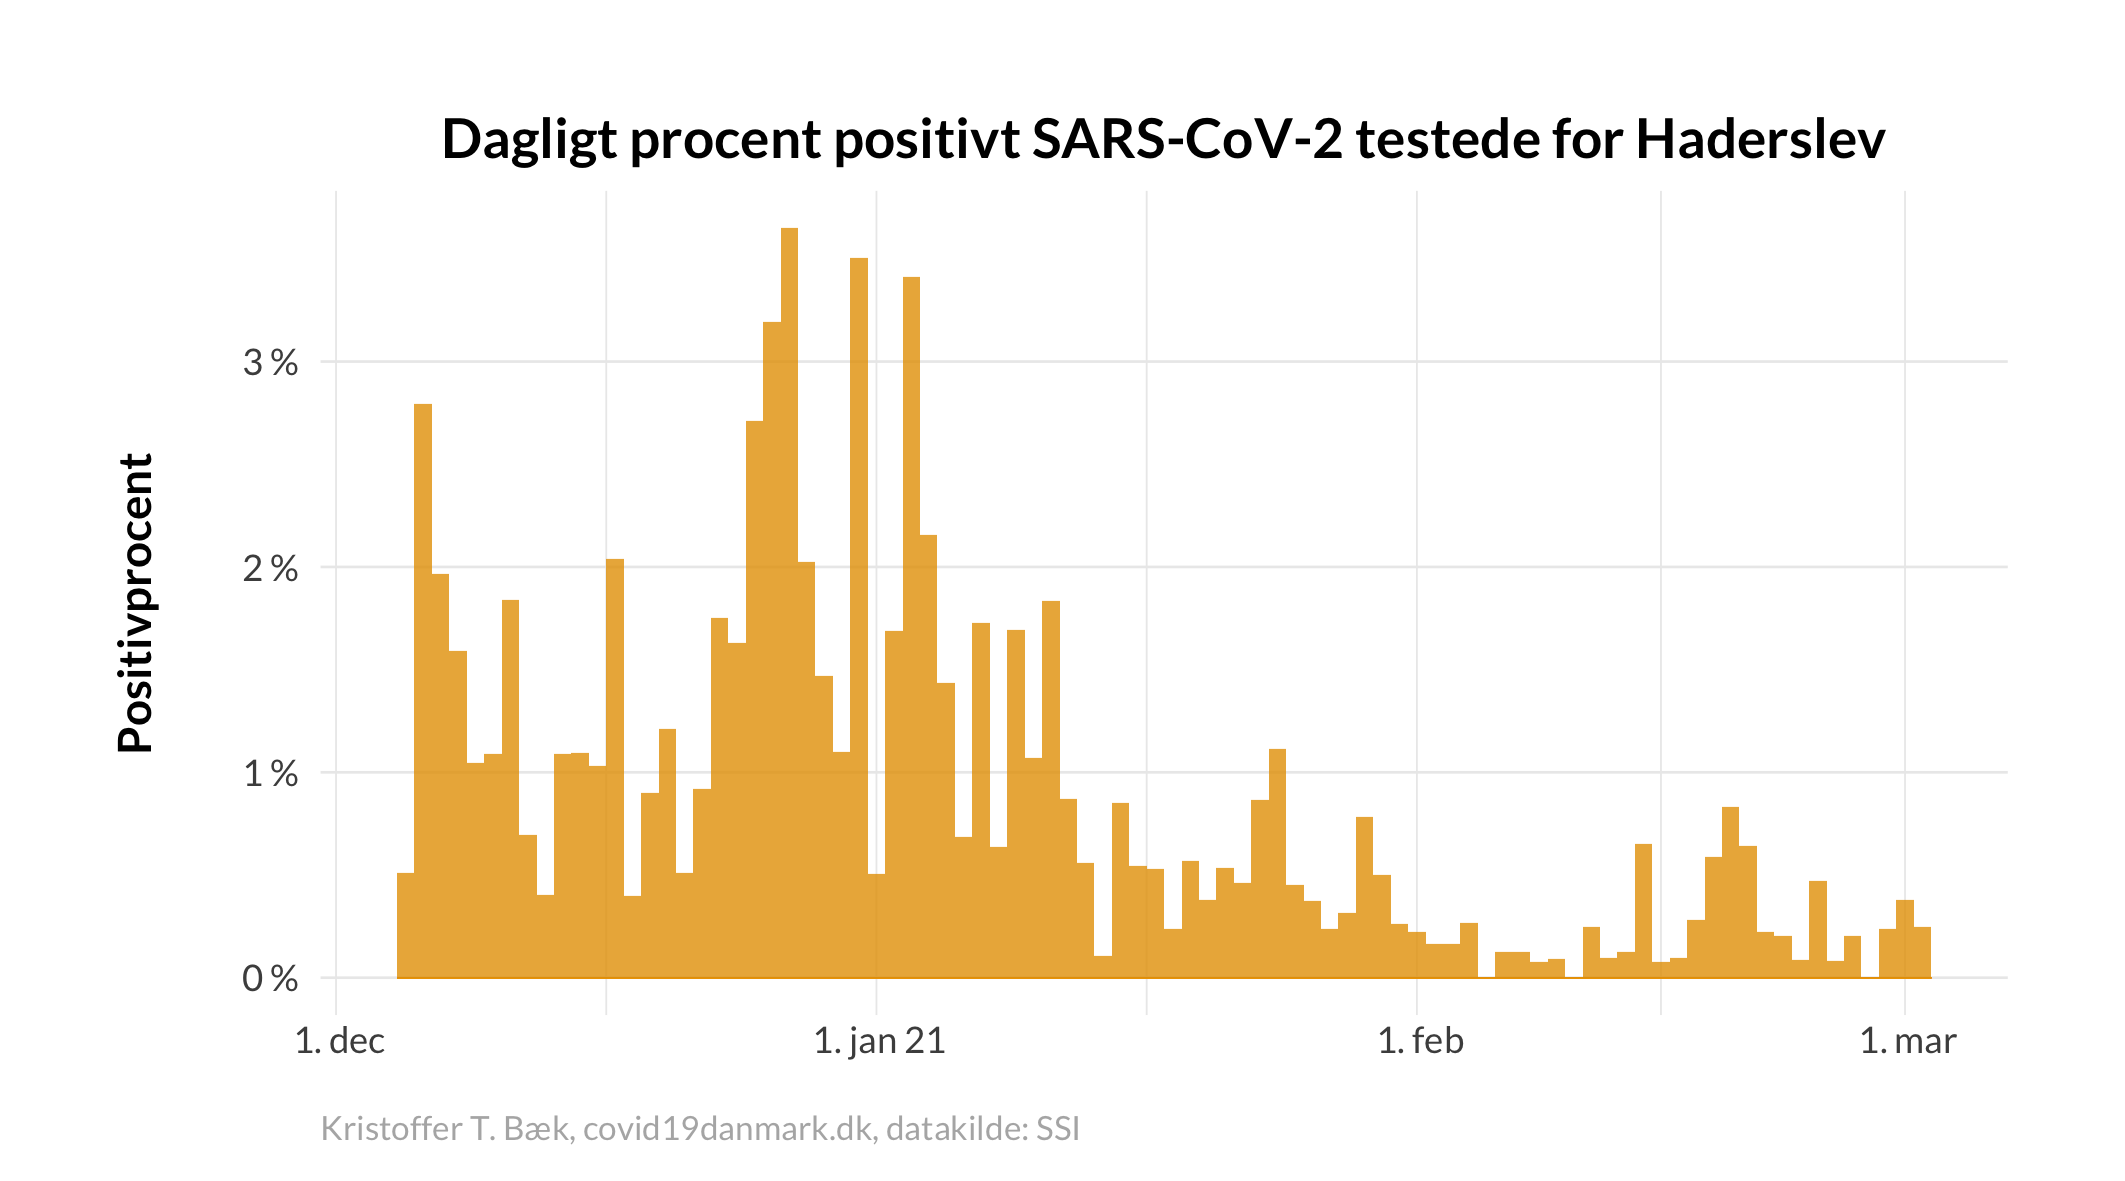 Dagligt procent positivt SARS-CoV-2 testede for Haderslev
Positivprocent
3 %
2 %
1 %
0 %
1. dec
1. jan 21
1. feb
1. mar
Kristoffer T. Bæk, covid19danmark.dk, datakilde: SSI